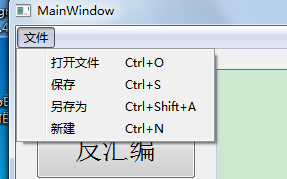 MainWindow
文件
打开文件 Ctrl+O
保存 Ctrl+S
另存为 Ctrl+Shift+A
新建 Ctrl+N
反汇编